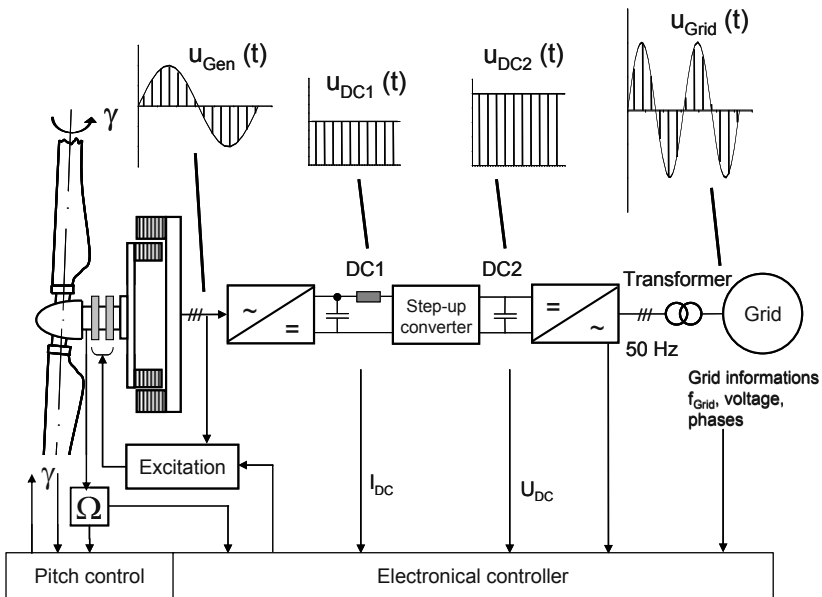 u_Gen (t)
u_DC1 (t)
u_DC2 (t)
u_Grid (t)
γ
DC1
DC2
Transformer
~
=
Step-up
converter
=
~
Grid
50 Hz
Grid informations
f_Grid, voltage,
phases
Excitation
γ
I_DC
U_DC
Ω
Pitch control
Electronical controller